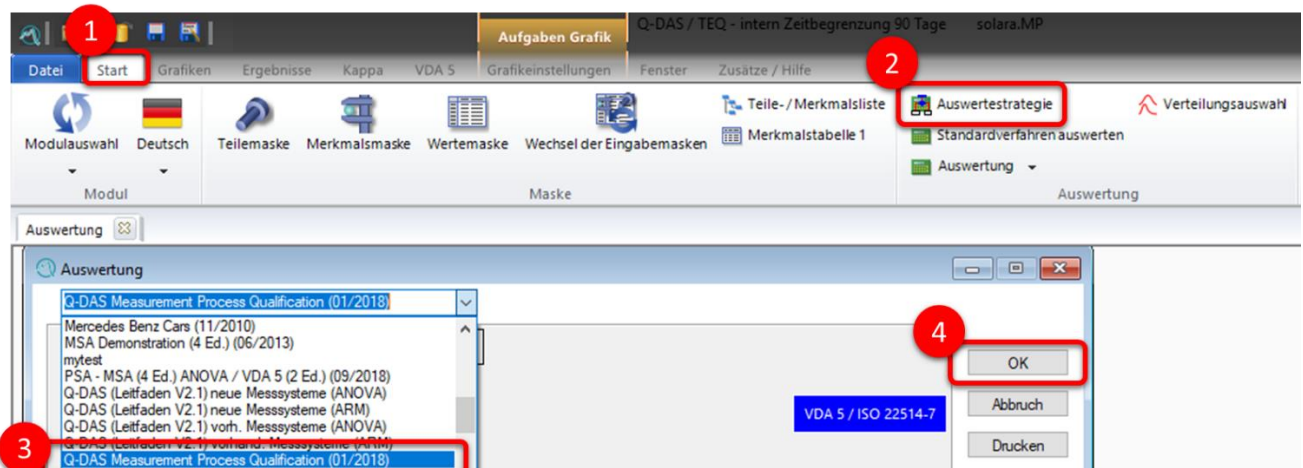 1
Aufgaben Grafik
Q-DAS / TEQ - intern Zeitbegrenzung 90 Tage solara.MP
Datei Start Grafiken Ergebnisse Kappa VDA 5 Grafikeinstellungen Fenster Zusätze / Hilfe
2
Modulauswahl
Deutsch
Teilemaske
Merkmalsmaske
Wertemaske
Wechsel der Eingabemasken
Teile-/Merkmalsliste
Merkmalstabelle 1
Auswertestrategie
Standardverfahren auswerten
Auswertung
Verteilungsauswahl
Modul
Maske
Auswertung
Auswertung
Auswertung
Q-DAS Measurement Process Qualification (01/2018)
Mercedes Benz Cars (11/2010)
MSA Demonstration (4 Ed.) (06/2013)
mytest
PSA - MSA (4 Ed.) ANOVA / VDA 5 (2 Ed.) (09/2018)
Q-DAS (Leitfaden V2.1) neue Messsysteme (ANOVA)
Q-DAS (Leitfaden V2.1) neue Messsysteme (ARM)
Q-DAS (Leitfaden V2.1) vorh. Messsysteme (ANOVA)
Q-DAS (Leitfaden V2.1) vorhand. Messsysteme (ARM)
3
Q-DAS Measurement Process Qualification (01/2018)
VDA 5 / ISO 22514-7
4
OK
Abbruch
Drucken